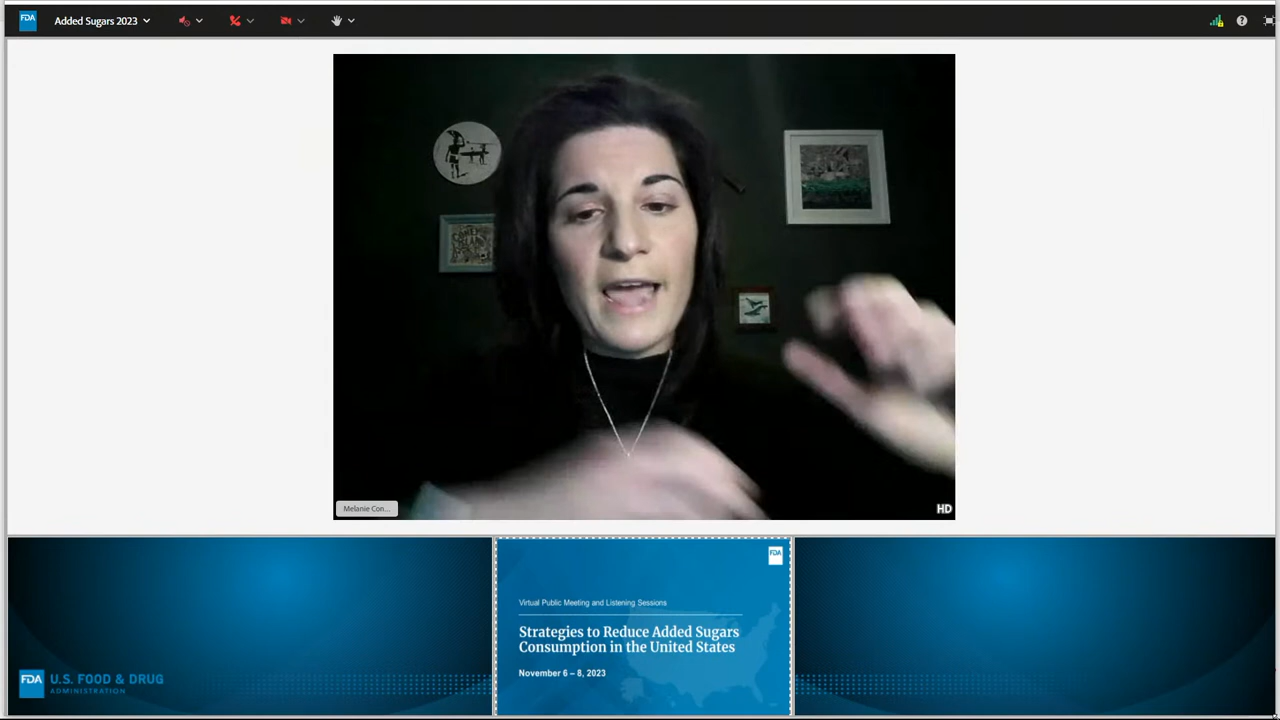 FDA
Added Sugars 2023
Melanie Con...
HD
FDA
Virtual Public Meeting and Listening Sessions
Strategies to Reduce Added Sugars
Consumption in the United States
November 6 – 8, 2023
FDA
U.S. FOOD & DRUG
ADMINISTRATION